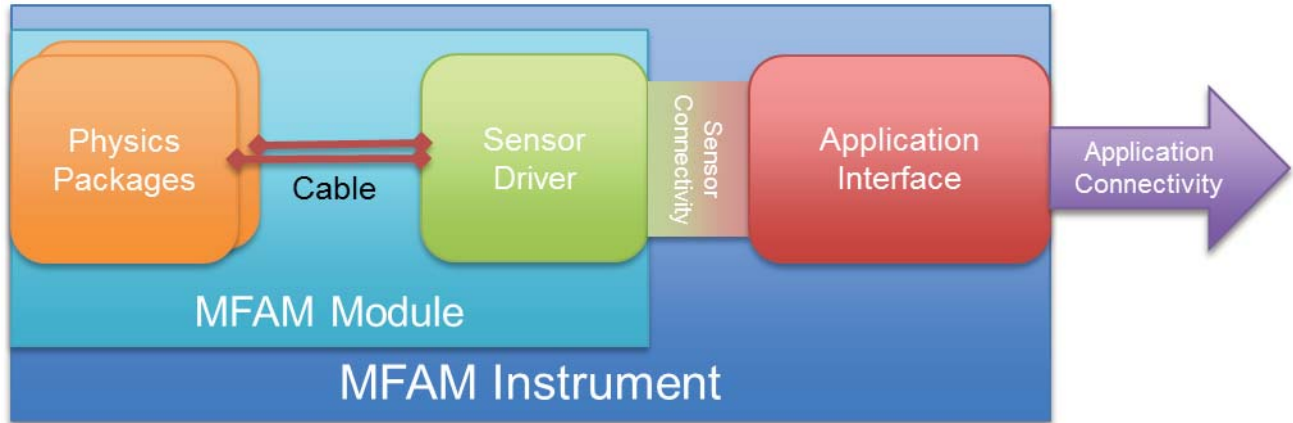 Physics
Packages
Cable
Sensor
Driver
Sensor
Connectivity
Application
Interface
Application
Connectivity
MFAM Module
MFAM Instrument